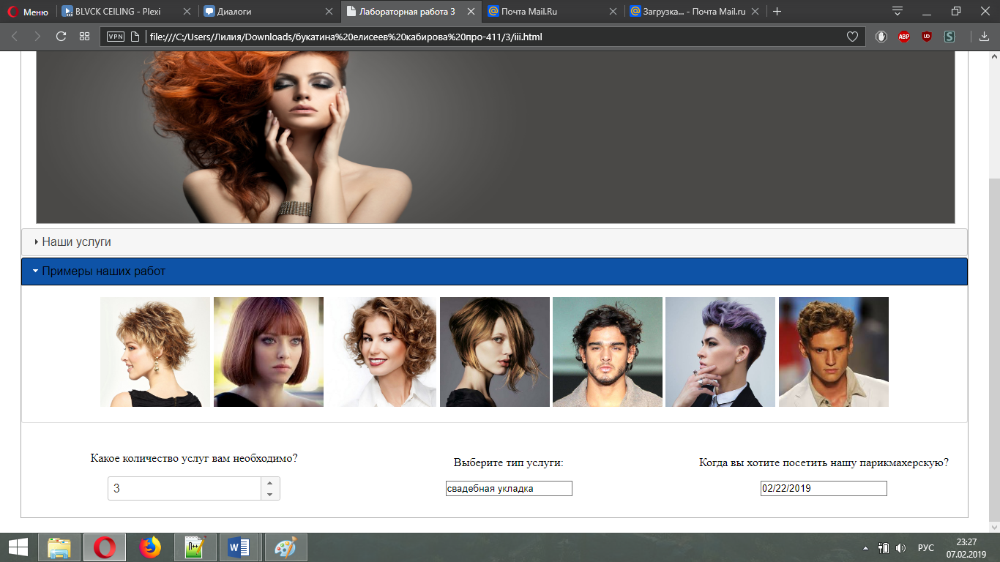 Меню
BLVCK CEILING - Plexi
Диалоги
Лабораторная работа 3
Почта Mail.Ru
Загрузка... - Почта Mail.ru
VPN
file:///C:/Users/Лилия/Downloads/букатина%20елисеев%20кабирова%20про-411/3/iii.html
ABP
Наши услуги
Примеры наших работ
Какое количество услуг вам необходимо?
Выберите тип услуги:
Когда вы хотите посетить нашу парикмахерскую?
3
свадебная укладка
02/22/2019
РУС
23:27
07.02.2019